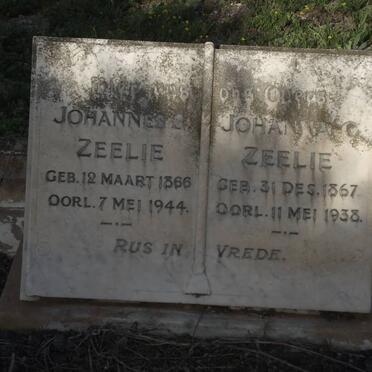 JOHANNES
ZEELIE
GEB. 12 MAART 1866
OORL. 7 MEI 1944.
JOHANNA C.
ZEELIE
GEB. 31 DES. 1867.
OORL. 11 MEI 1938.
RUS IN VREDE.